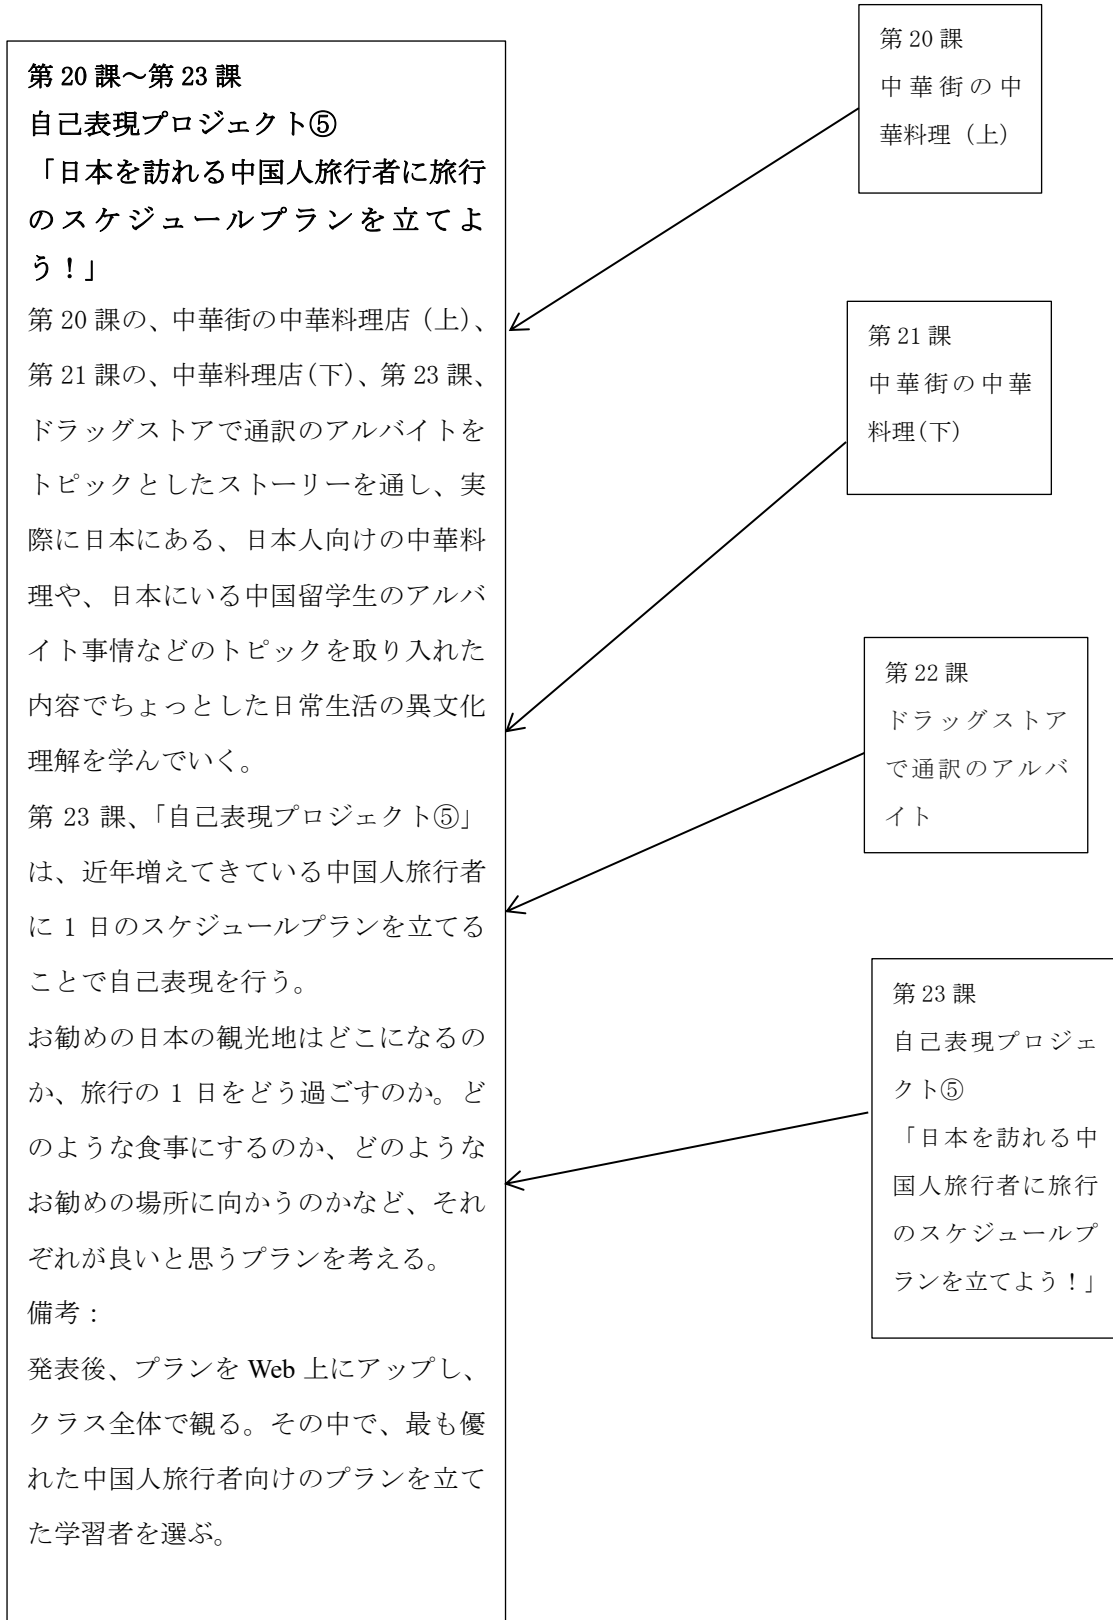 第 20 課～第 23 課
自己表現プロジェクト⑤
「日本を訪れる中国人旅行者に旅行
のスケジュールプランを立てよ
う！」
第 20 課の、中華街の中華料理店（上）、
第 21 課の、中華料理店(下)、第 23 課、
ドラッグストアで通訳のアルバイトを
トピックとしたストーリーを通し、実
際に日本にある、日本人向けの中華料
理や、日本にいる中国留学生のアルバ
イト事情などのトピックを取り入れた
内容でちょっとした日常生活の異文化
理解を学んでいく。
第 23 課、「自己表現プロジェクト⑤」
は、近年増えてきている中国人旅行者
に 1 日のスケジュールプランを立てる
ことで自己表現を行う。
お勧めの日本の観光地はどこになるの
か、旅行の 1 日をどう過ごすのか。ど
のような食事にするのか、どのような
お勧めの場所に向かうのかなど、それ
ぞれが良いと思うプランを考える。
備考：
発表後、プランを Web 上にアップし、
クラス全体で観る。その中で、最も優
れた中国人旅行者向けのプランを立て
た学習者を選ぶ。
第 20 課
中華街の中
華料理（上）
第 21 課
中華街の中華
料理(下)
第 22 課
ドラッグストア
で通訳のアルバ
イト
第 23 課
自己表現プロジェ
クト⑤
「日本を訪れる中
国人旅行者に旅行
のスケジュールプ
ランを立てよう！」